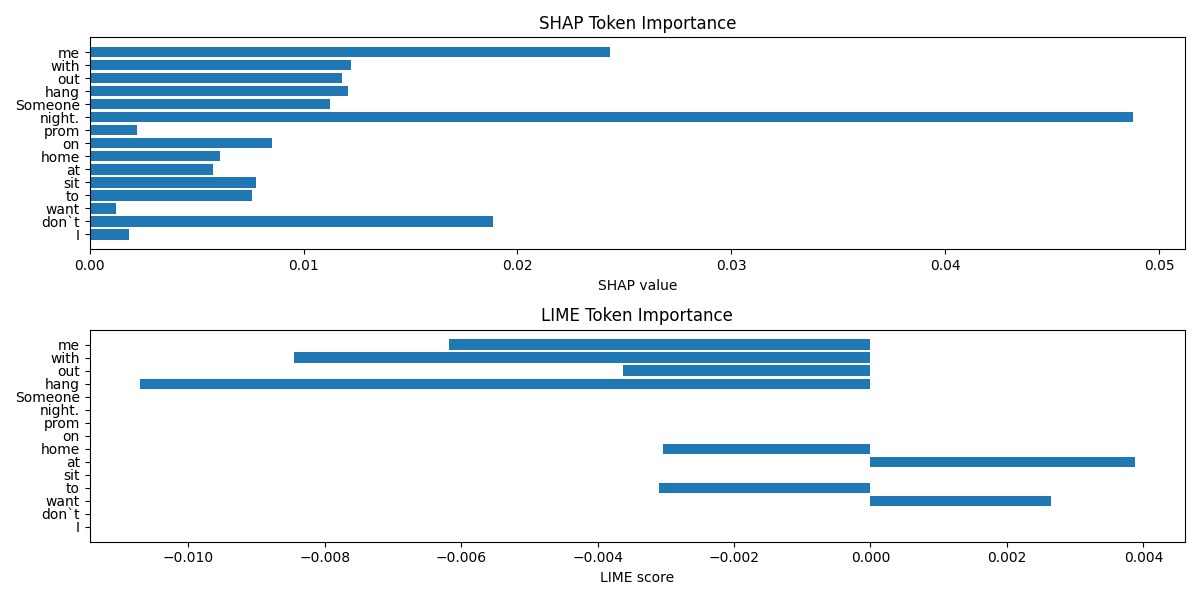 SHAP Token Importance
me
with
out
hang
Someone
night.
prom
on
home
at
sit
to
want
don`t
I
0.00 0.01 0.02 0.03 0.04 0.05
SHAP value
LIME Token Importance
me
with
out
hang
Someone
night.
prom
on
home
at
sit
to
want
don`t
I
−0.010 −0.008 −0.006 −0.004 −0.002 0.000 0.002 0.004
LIME score